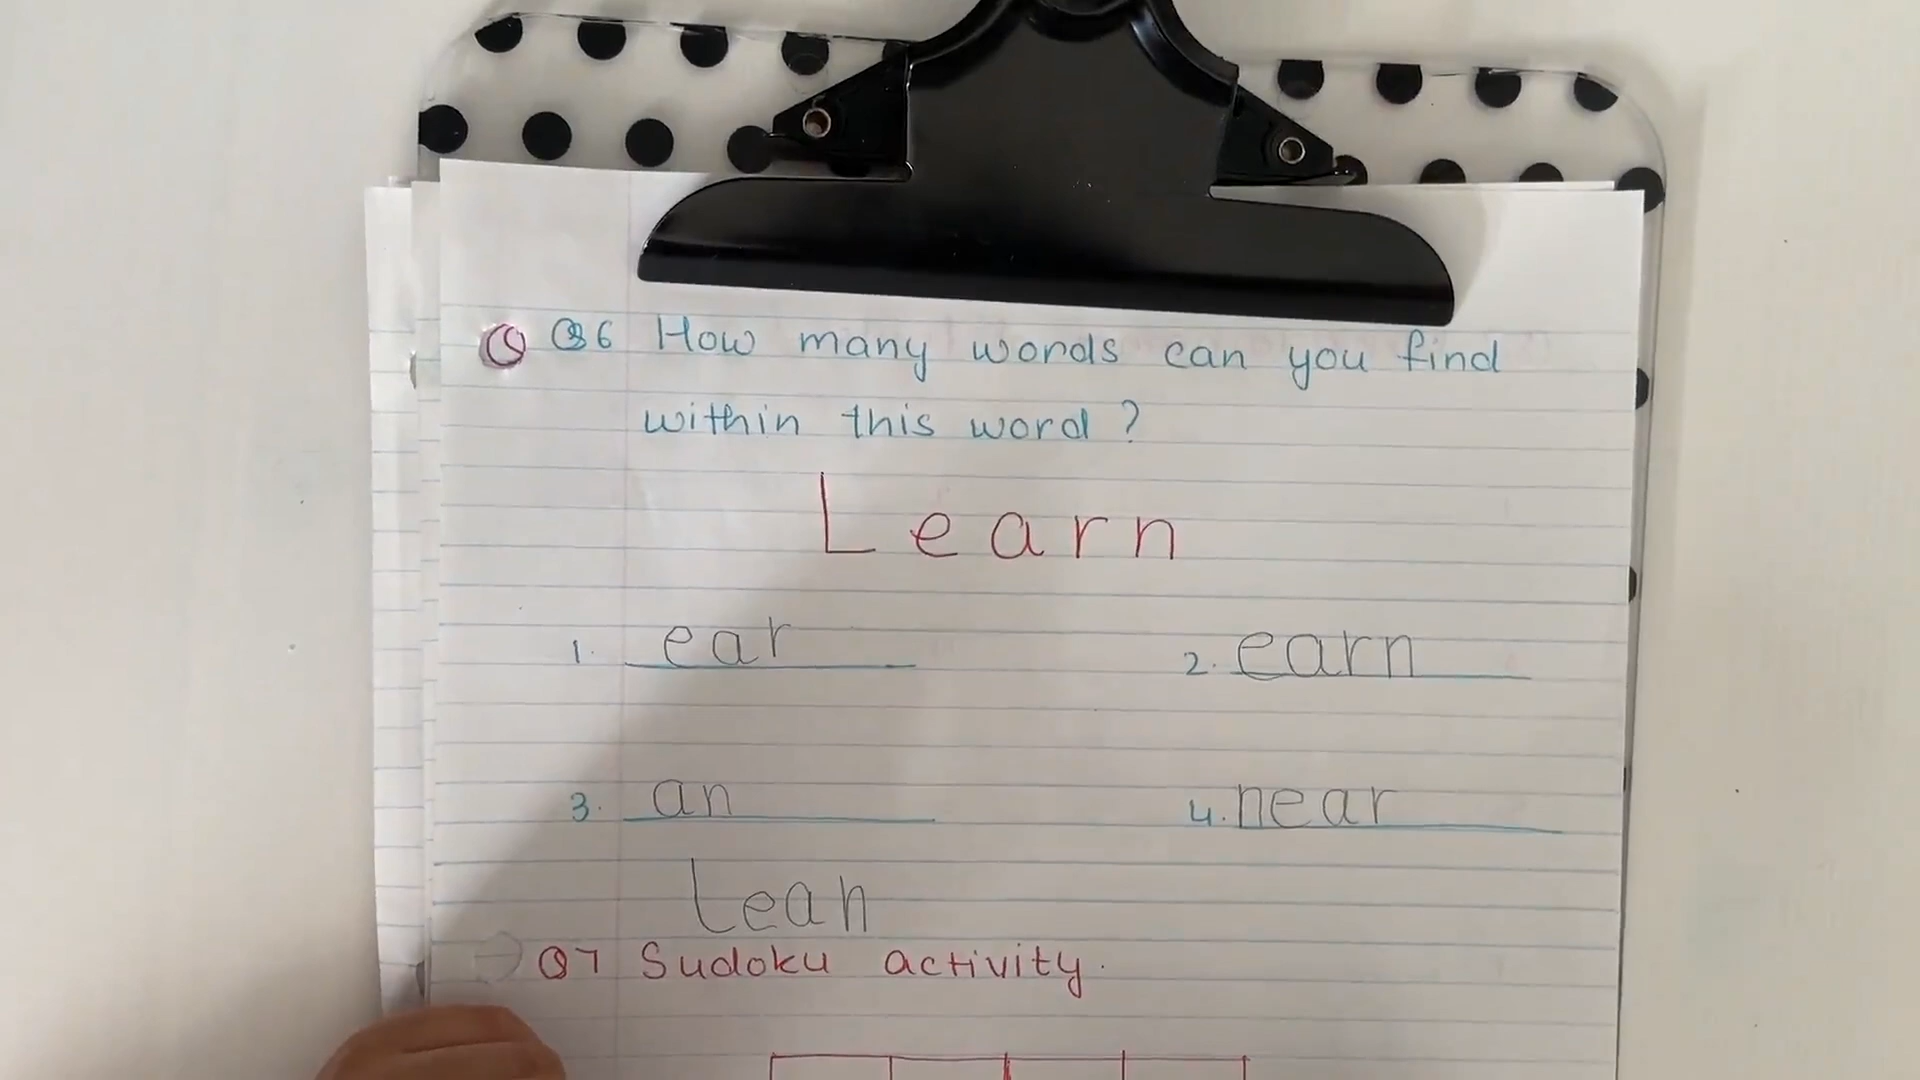 Q6 How many words can you find
within this word?
Learn
1. ear 2. earn
3. an 4. near
lean
Q7 Sudoku activity.